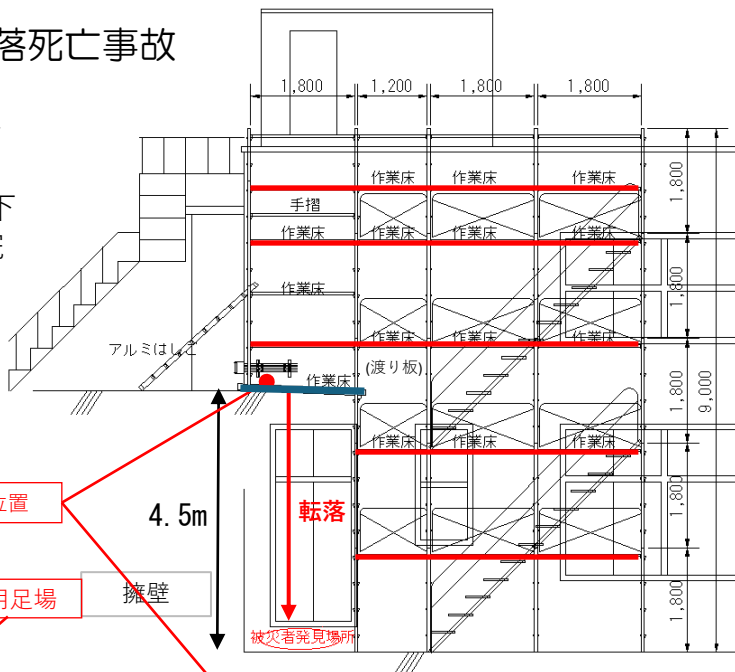 落死亡事故
1,800 1,200 1,800 1,800
下
作業床 作業床 作業床
1,800
手摺
作業床 作業床 作業床 作業床
作業床
1,800
アルミはしご
作業床 作業床 作業床
(渡り板)
作業床
1,800
9,000
作業床 作業床 作業床
位置
4.5m
転落
1,800
用足場
擁壁
被災者発見場所
1,800